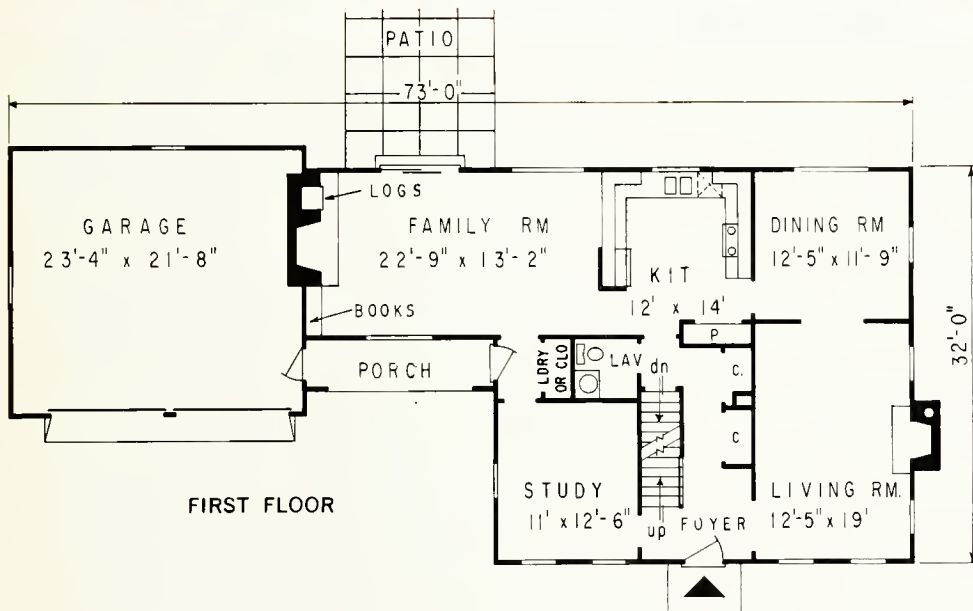 PATIO
73'-0"
LOGS
GARAGE
23'-4" x 21'-8"
FAMILY RM
22'-9" x 13'-2"
DINING RM
12'-5" x 11'-9"
KIT
12' x 14'
BOOKS
P.
32'-0"
PORCH
LDRY
OR CLO
LAV
dn
C.
C
FIRST FLOOR
STUDY
11' x 12'-6"
up
FOYER
LIVING RM.
12'-5" x 19'